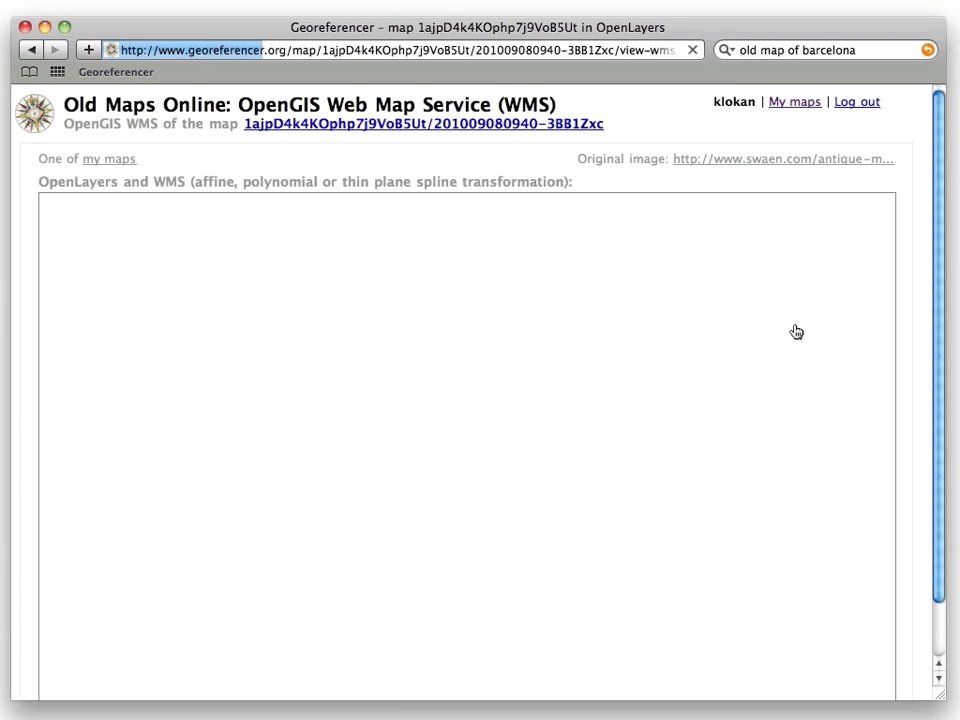 Georeferencer – map 1ajpD4k4KOphp7j9VoB5Ut in OpenLayers
http://www.georeferencer.org/map/1ajpD4k4KOphp7j9VoB5Ut/201009080940-3BB1Zxc/view-wms
old map of barcelona
Georeferencer
Old Maps Online: OpenGIS Web Map Service (WMS)
klokan | My maps | Log out
OpenGIS WMS of the map 1ajpD4k4KOphp7j9VoB5Ut/201009080940-3BB1Zxc
One of my maps
Original image: http://www.swaen.com/antique-m...
OpenLayers and WMS (affine, polynomial or thin plane spline transformation):